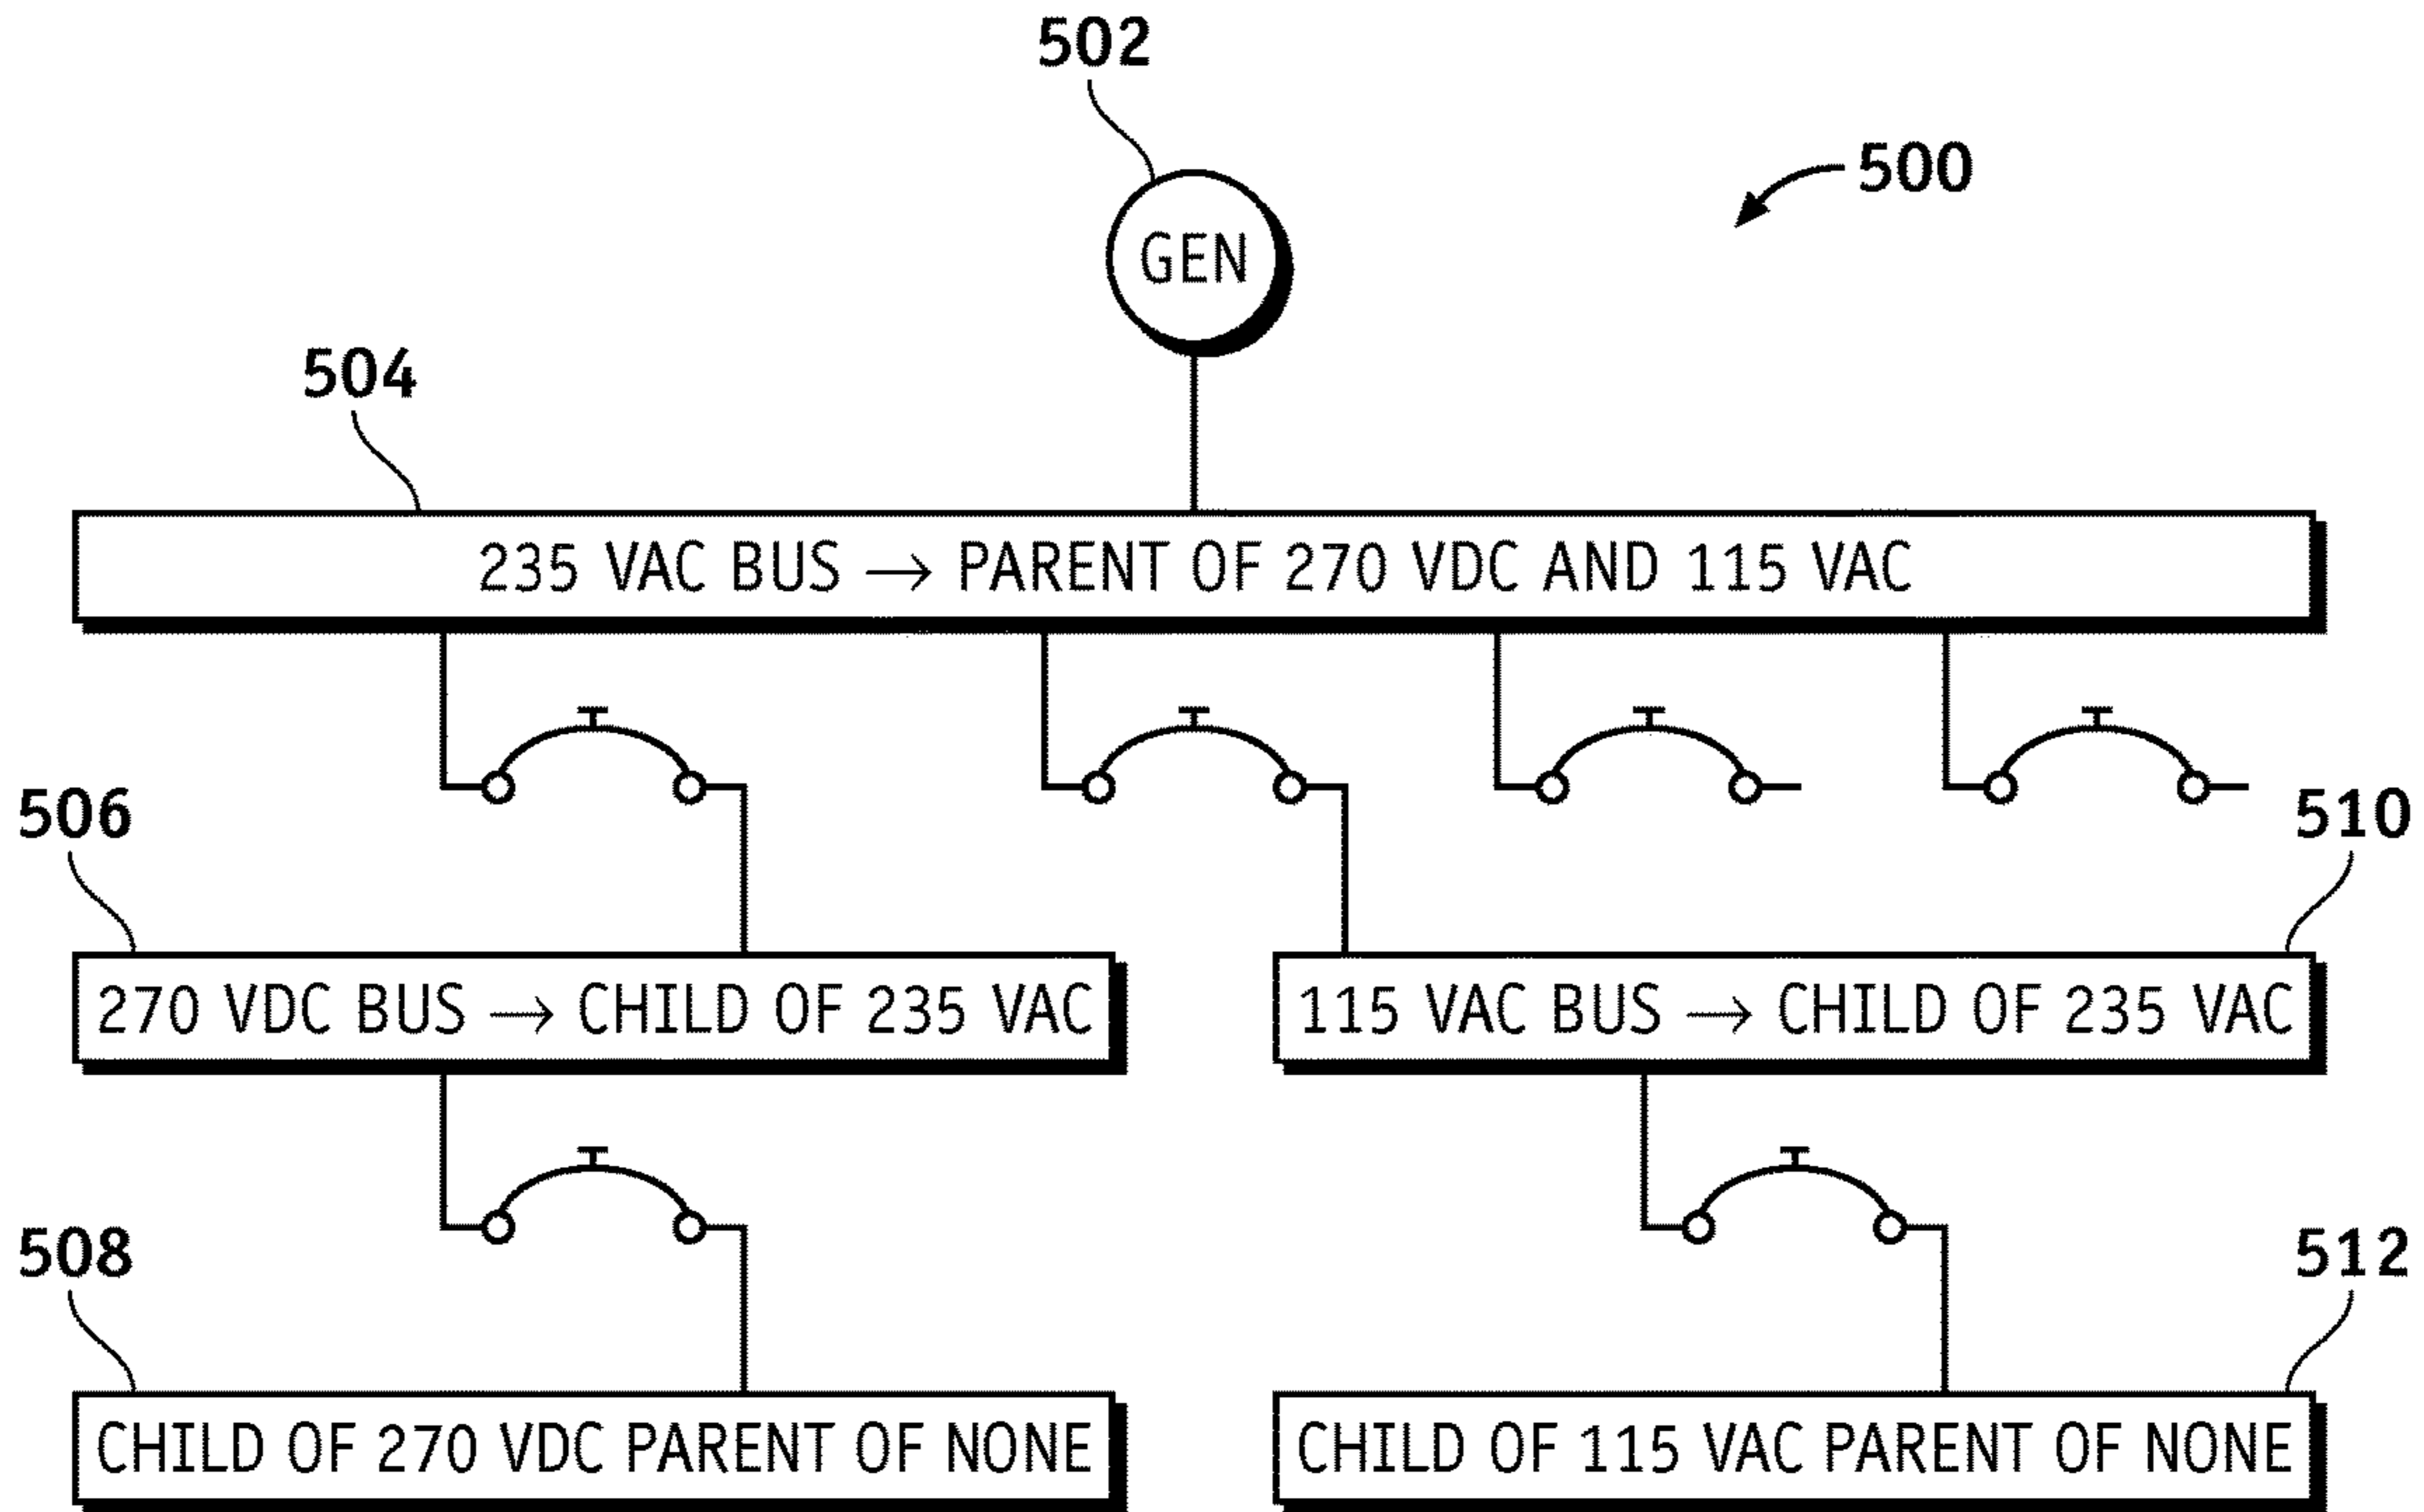 502
500
GEN
504
235 VAC BUS → PARENT OF 270 VDC AND 115 VAC
506
510
270 VDC BUS → CHILD OF 235 VAC
115 VAC BUS → CHILD OF 235 VAC
508
512
CHILD OF 270 VDC PARENT OF NONE
CHILD OF 115 VAC PARENT OF NONE